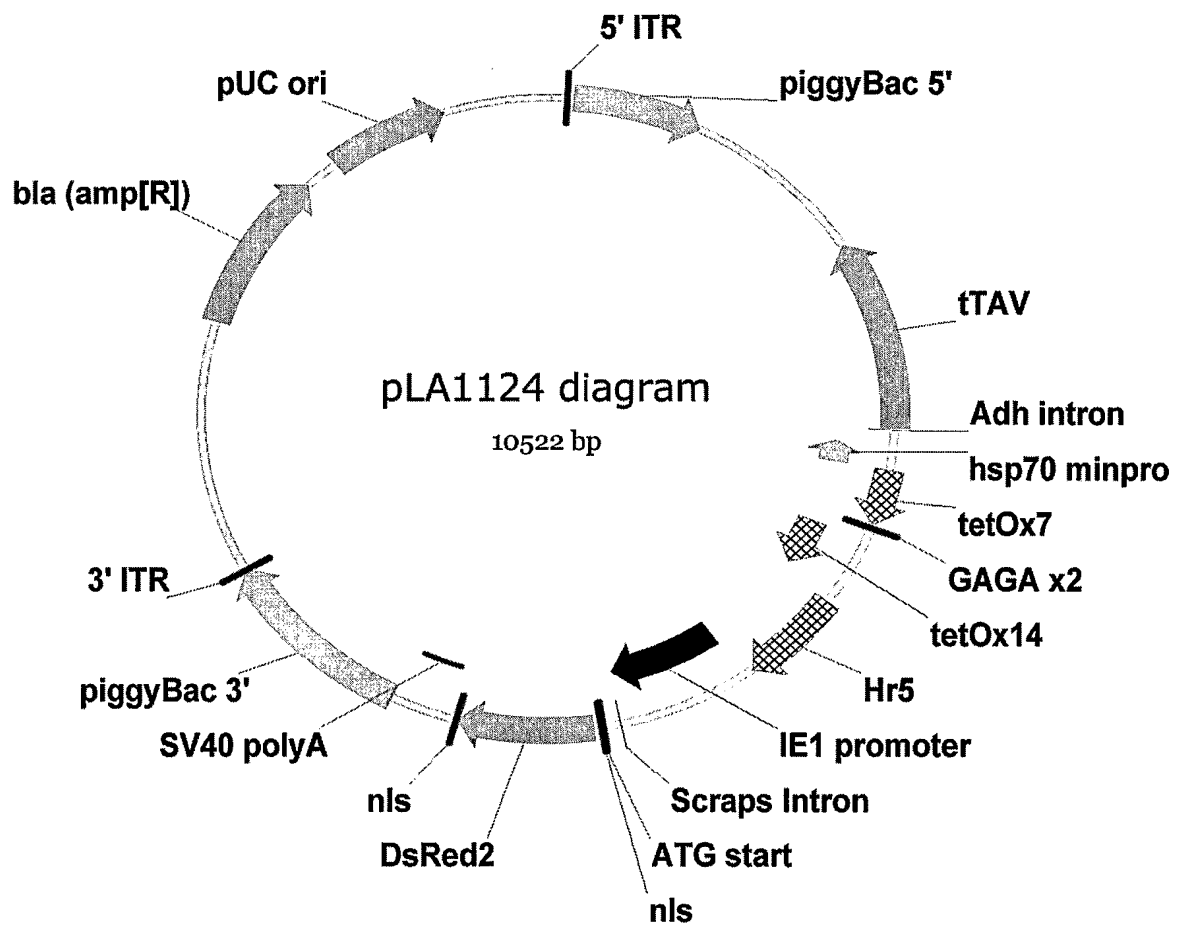 5' ITR
pUC ori
piggyBac 5'
bla (amp[R])
tTAV
pLA1124 diagram
10522 bp
Adh intron
hsp70 minpro
tetOx7
GAGA x2
3' ITR
tetOx14
piggyBac 3'
Hr5
SV40 polyA
IE1 promoter
nls
Scraps Intron
DsRed2
ATG start
nls